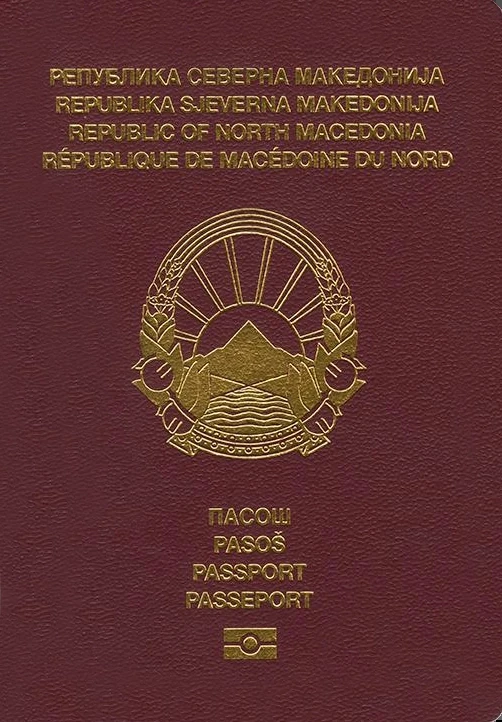 РЕПУБЛИКА СЕВЕРНА МАКЕДОНИЈА
REPUBLIKA SJEVERNA MAKEDONIJA
REPUBLIC OF NORTH MACEDONIA
RÉPUBLIQUE DE MACÉDOINE DU NORD
ПАСОШ
PASOŠ
PASSPORT
PASSEPORT